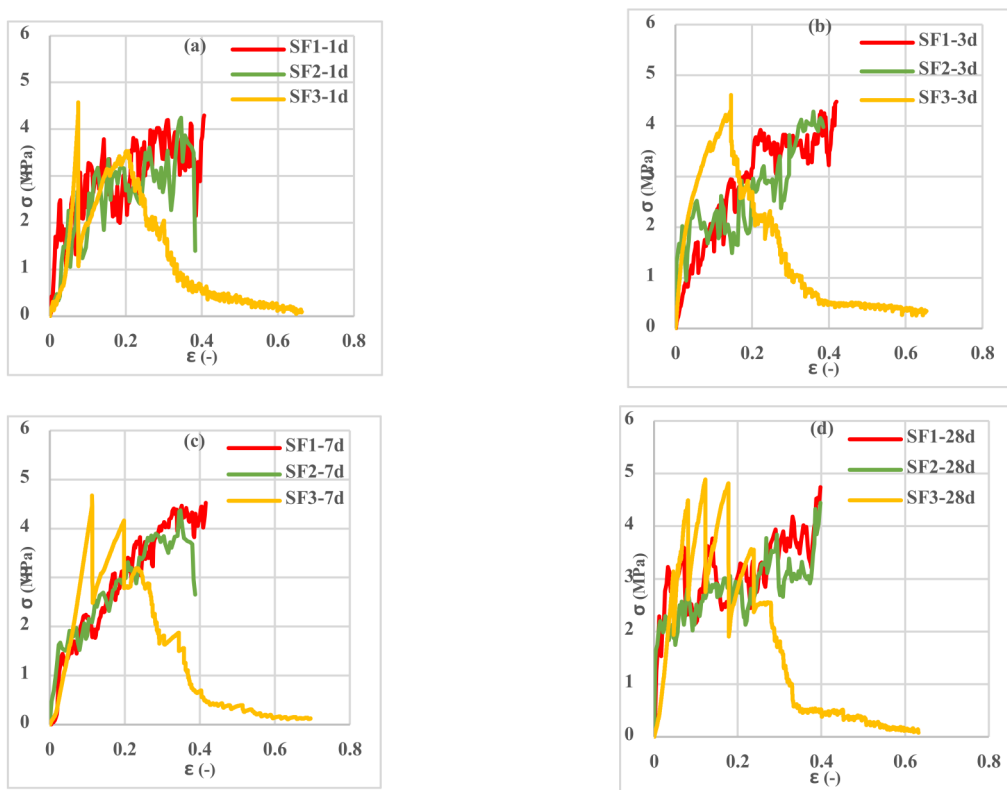 (a)
SF1-1d
SF2-1d
SF3-1d
6
5
4
3
2
1
0
σ (MPa)
0
0.2
0.4
0.6
0.8
ε (-)
(b)
SF1-3d
SF2-3d
SF3-3d
6
5
4
3
2
1
0
σ (MPa)
0
0.2
0.4
0.6
0.8
ε (-)
(c)
SF1-7d
SF2-7d
SF3-7d
6
5
4
3
2
1
0
σ (MPa)
0
0.2
0.4
0.6
0.8
ε (-)
(d)
SF1-28d
SF2-28d
SF3-28d
6
5
4
3
2
1
0
σ (MPa)
0
0.2
0.4
0.6
0.8
ε (-)